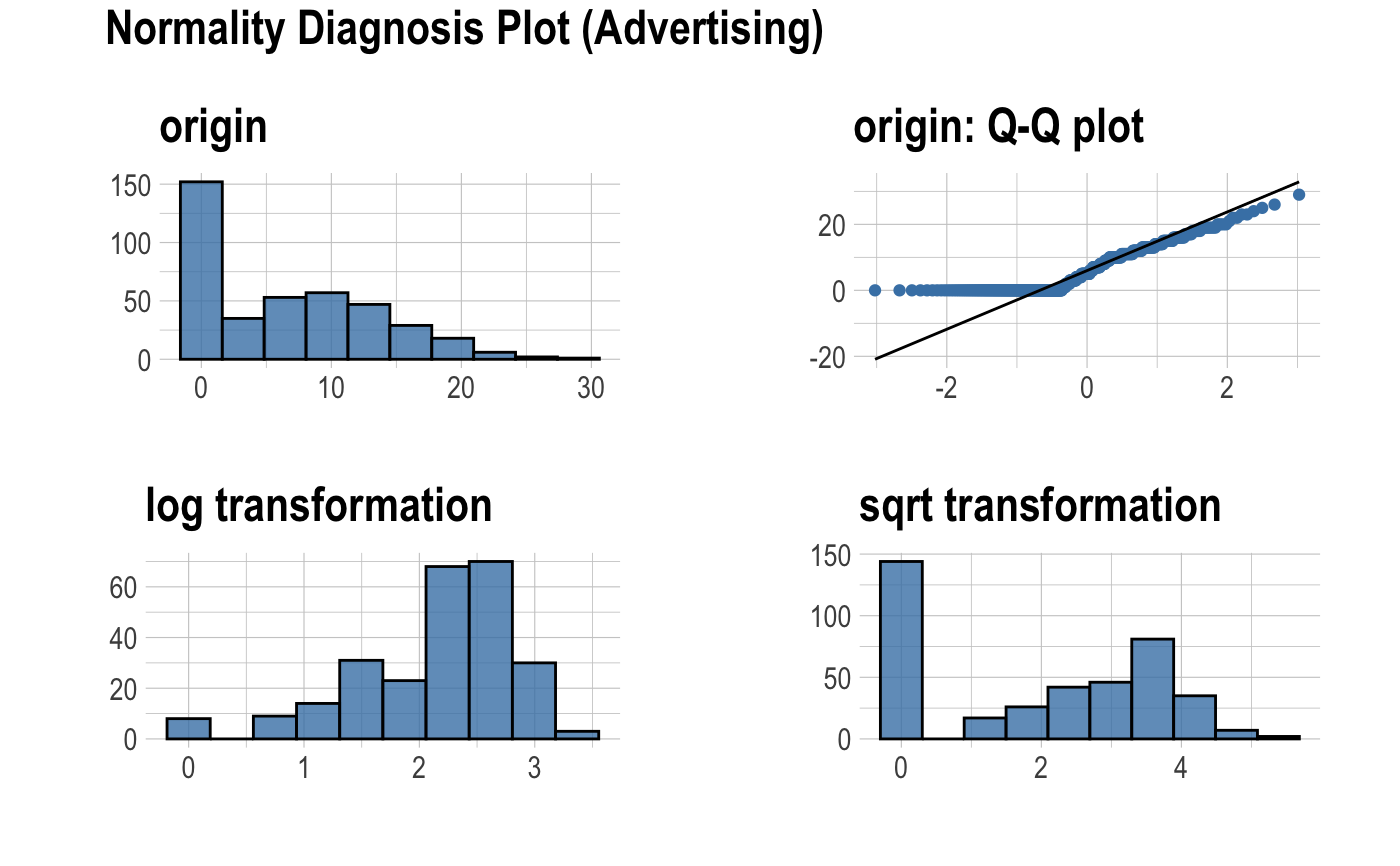 Normality Diagnosis Plot (Advertising)
origin
150
100
50
0
0 10 20 30
origin: Q-Q plot
20
0
-20
-2 0 2
log transformation
60
40
20
0
0 1 2 3
sqrt transformation
150
100
50
0
0 2 4